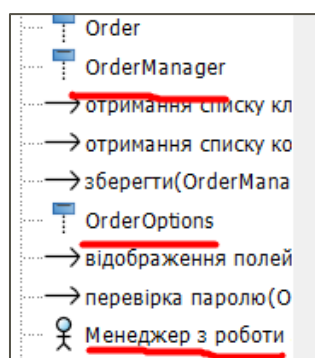 Order
OrderManager
отримання списку кл
отримання списку ко
зберегти(OrderMana
OrderOptions
відображення полей
перевірка паролю(О
Менеджер з роботи